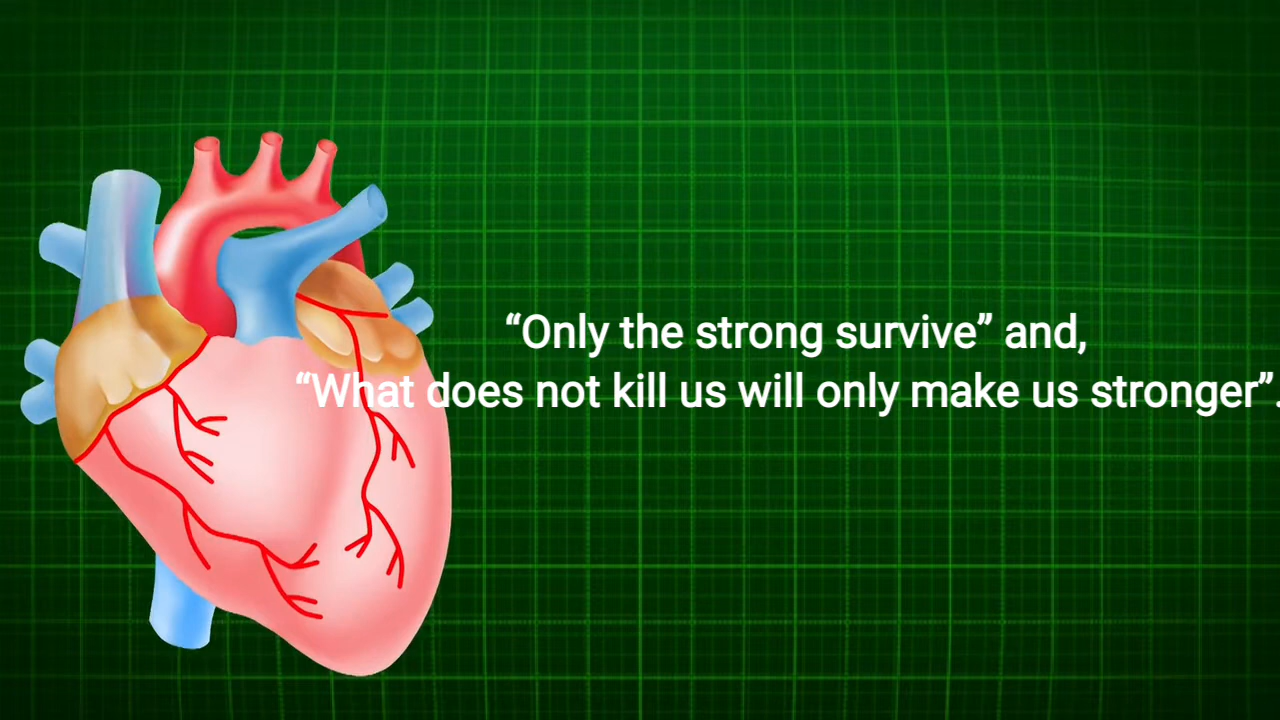 “Only the strong survive” and,
“What does not kill us will only make us stronger”.